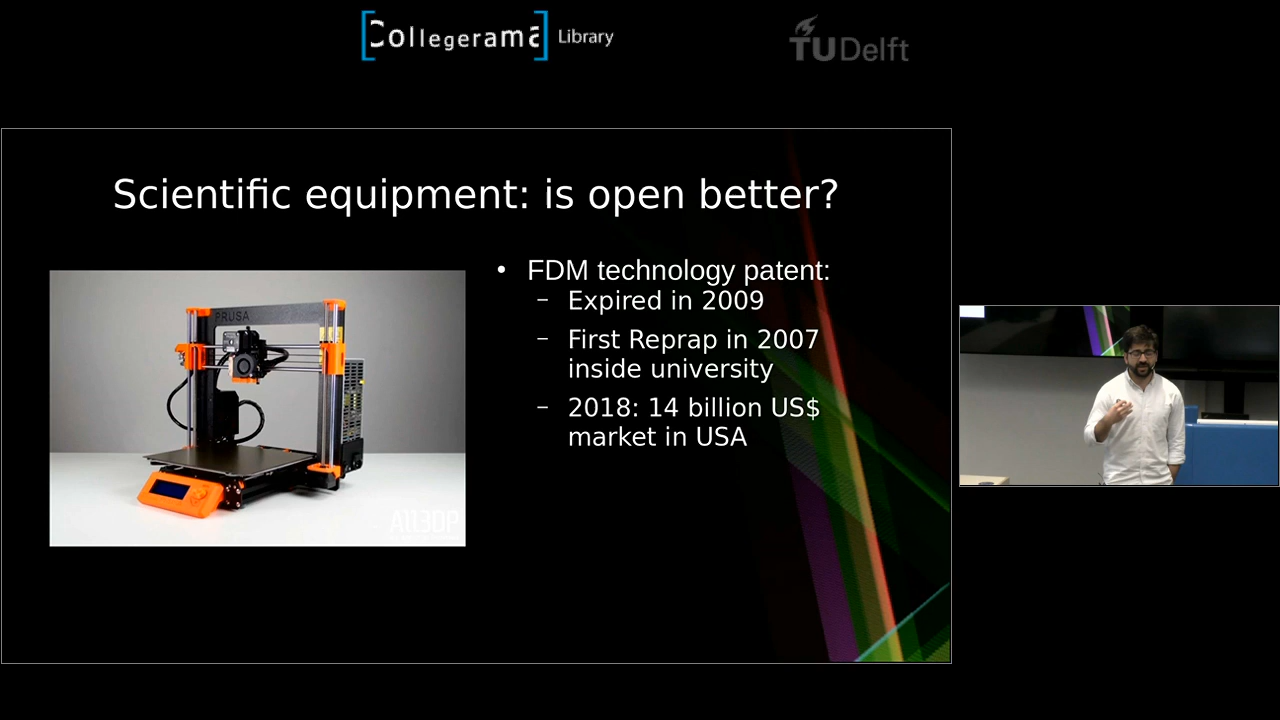 Collegerama Library
TU Delft
Scientific equipment: is open better?
PRUSA
ALL3DP
• FDM technology patent:
– Expired in 2009
– First Reprap in 2007
inside university
– 2018: 14 billion US$
market in USA